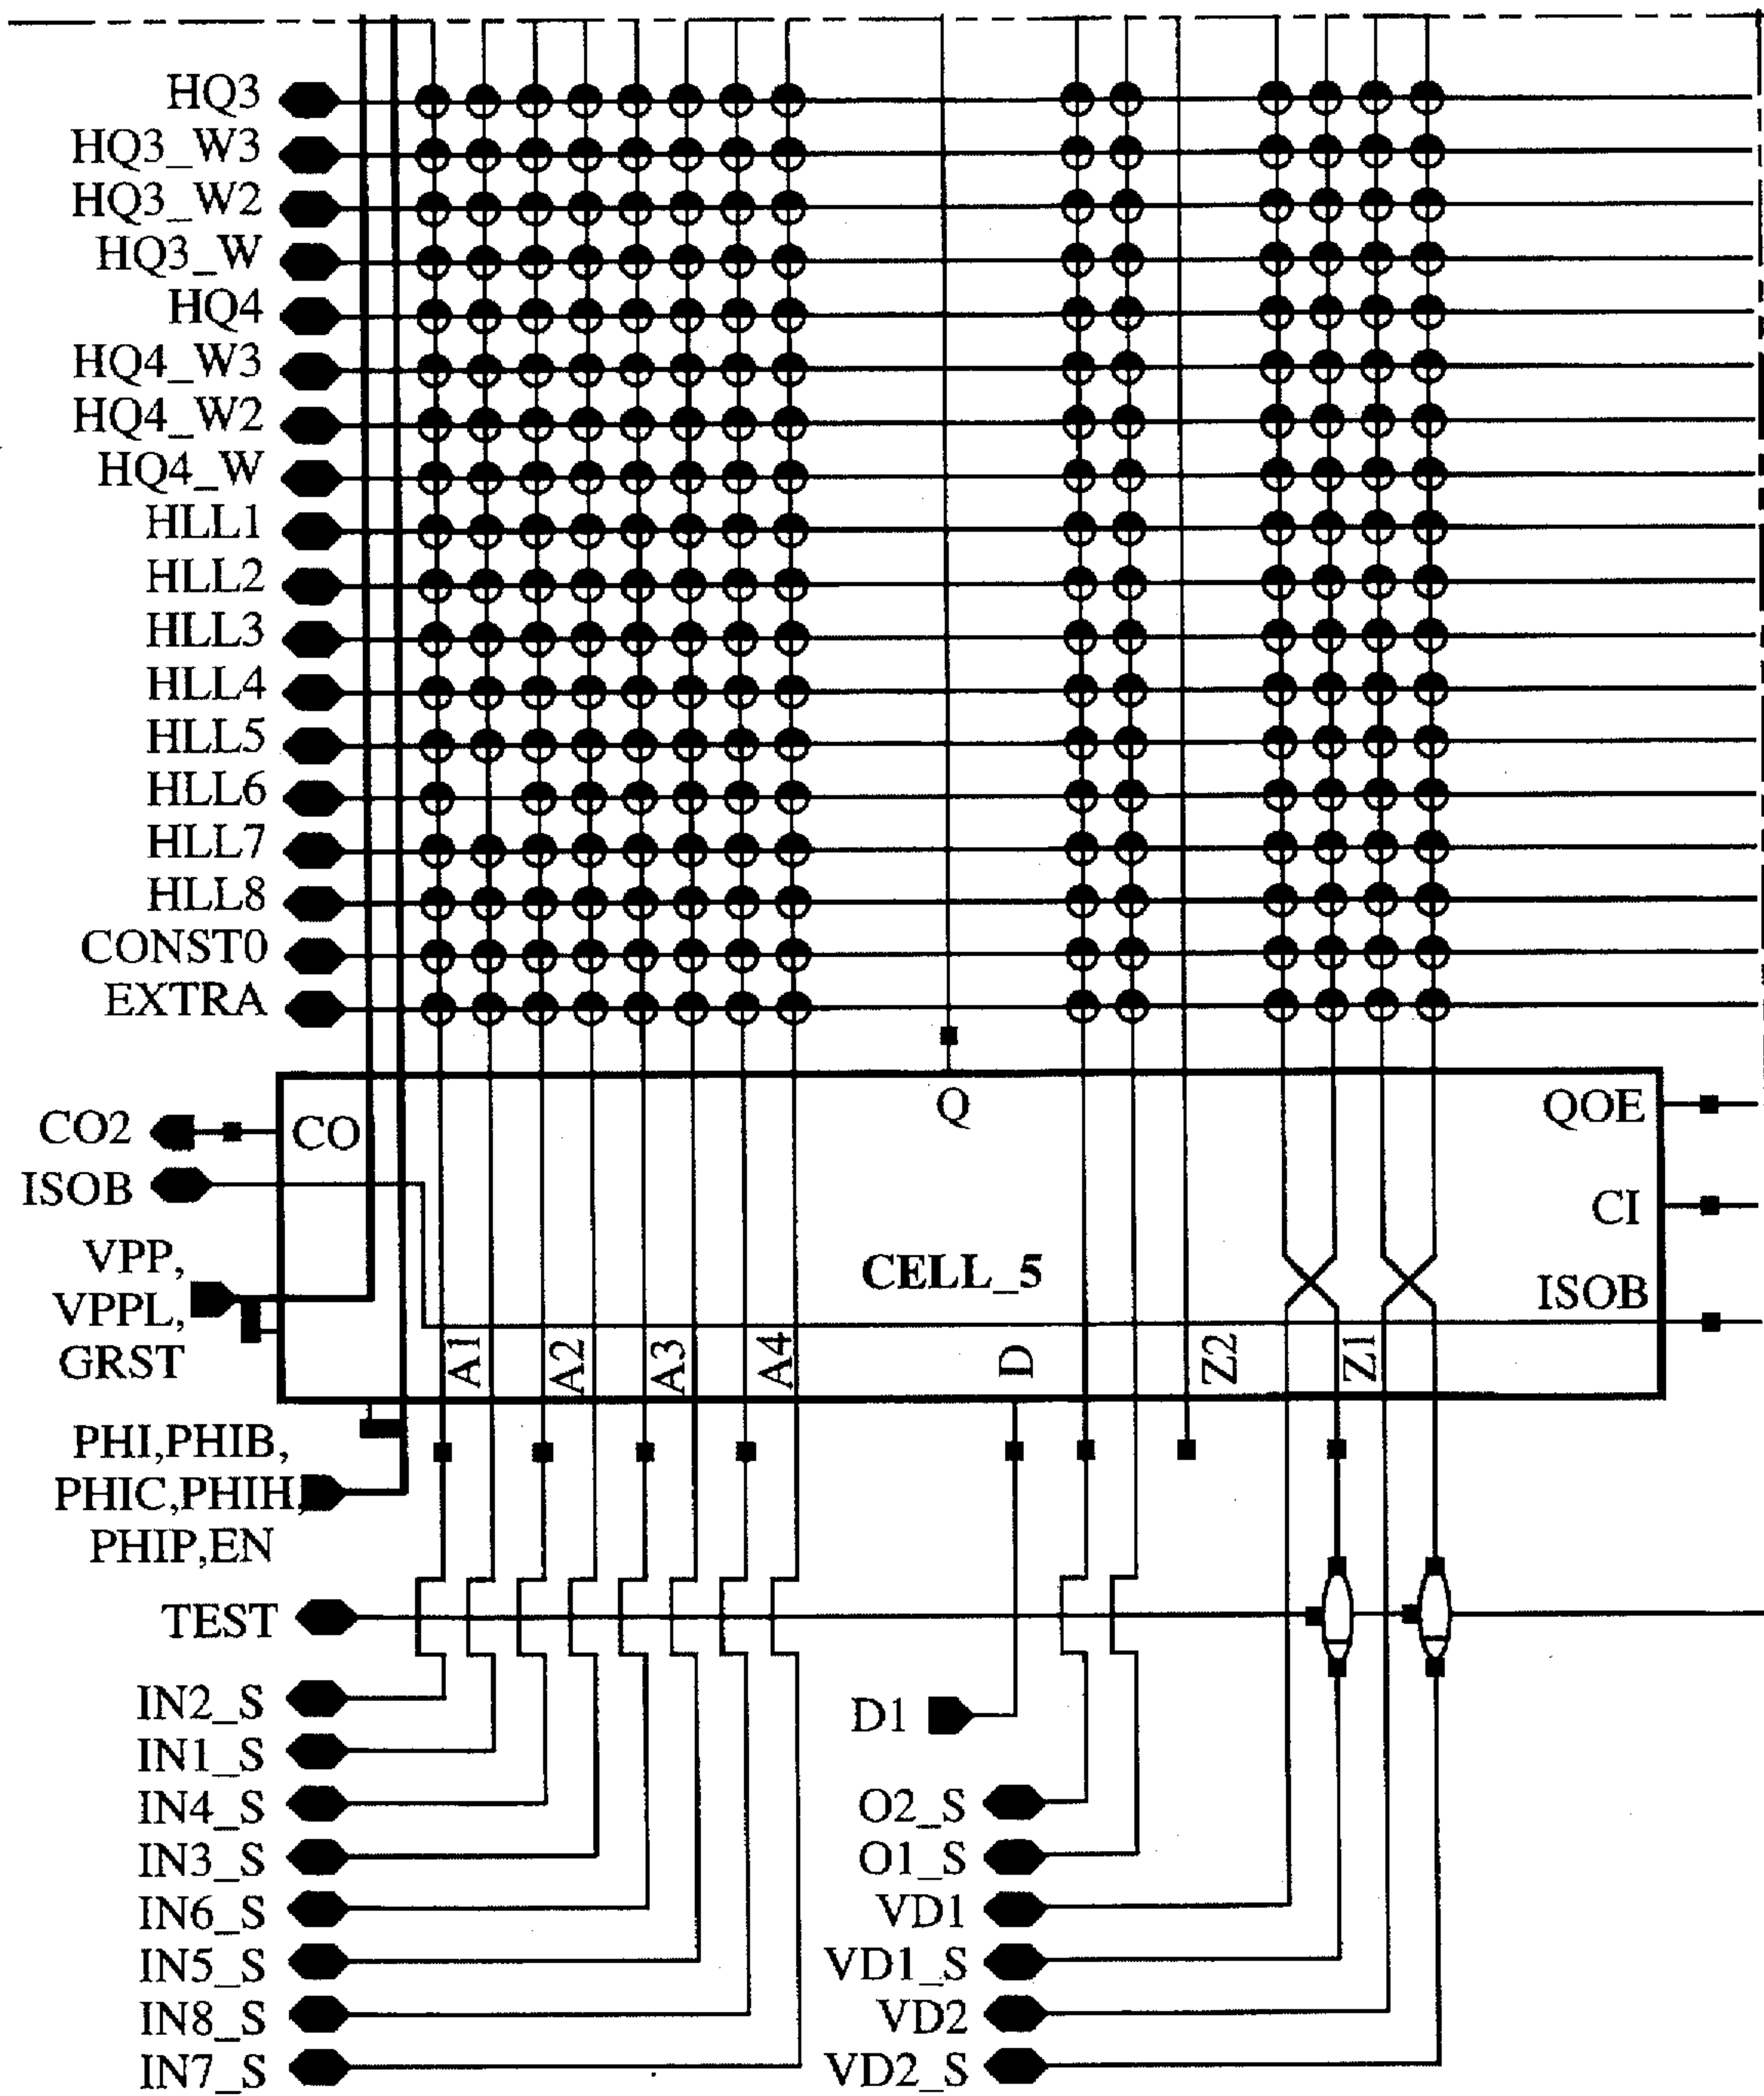 HQ3
HQ3_W3
HQ3_W2
HQ3_W
HQ4
HQ4_W3
HQ4_W2
HQ4_W
HLL1
HLL2
HLL3
HLL4
HLL5
HLL6
HLL7
HLL8
CONST0
EXTRA
Q
QOE
CO2
CO
ISOB
CI
VPP,
VPPL,
GRST
CELL_5
ISOB
A1
A2
A3
A4
D
Z2
Z1
PHI,PHIB,
PHIC,PHIH,
PHIP,EN
TEST
IN2_S
IN1_S
IN4_S
IN3_S
IN6_S
IN5_S
IN8_S
IN7_S
D1
O2_S
O1_S
VD1
VD1_S
VD2
VD2_S